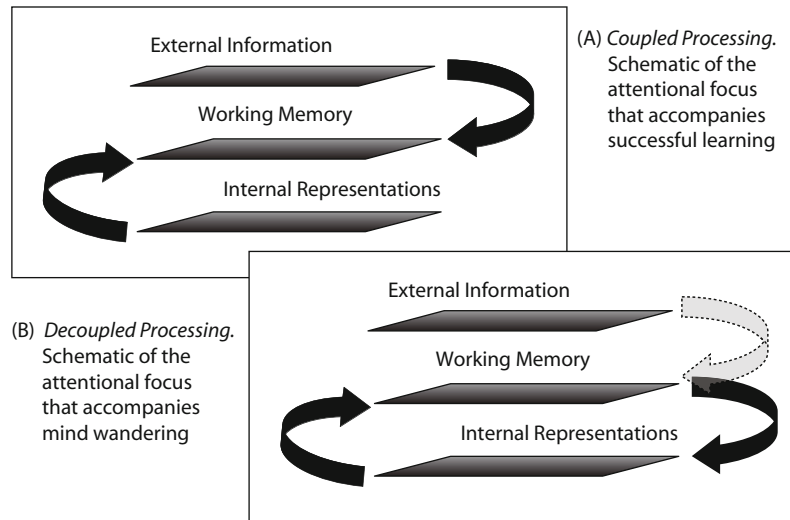 External Information
Working Memory
Internal Representations
(A) Coupled Processing.
Schematic of the
attentional focus
that accompanies
successful learning
(B) Decoupled Processing.
Schematic of the
attentional focus
that accompanies
mind wandering
External Information
Working Memory
Internal Representations